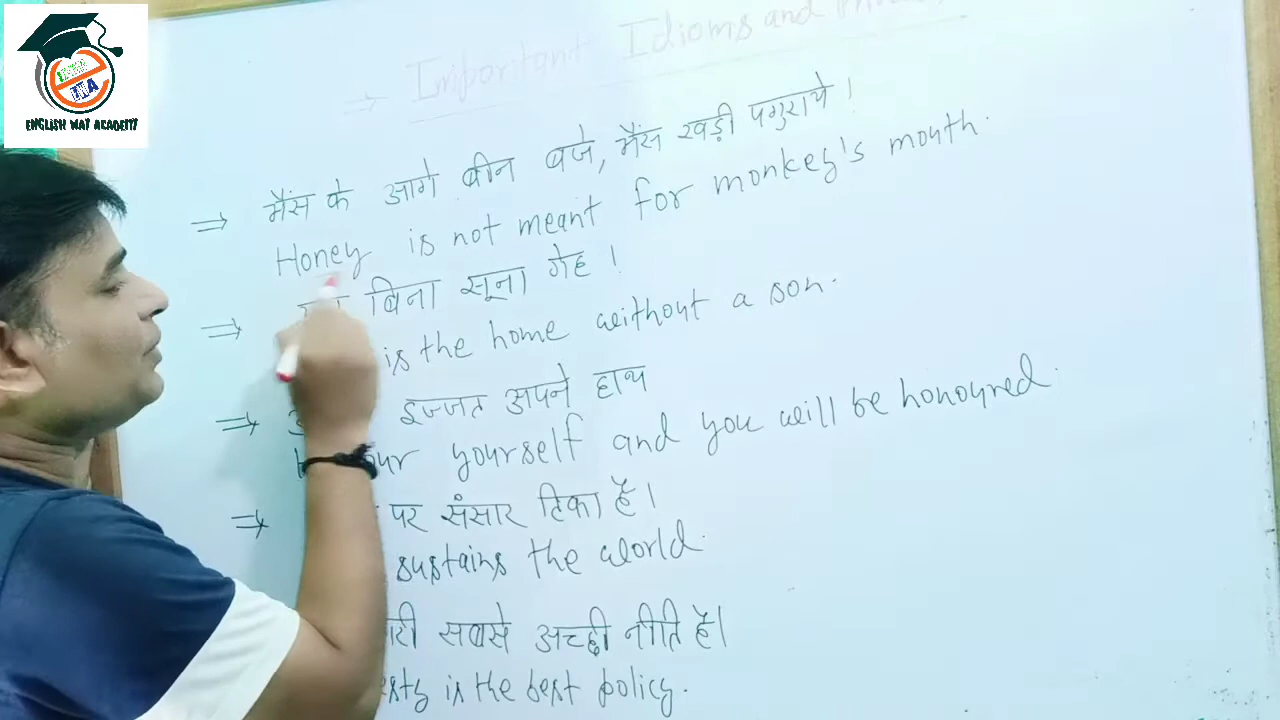 ENGLISH WAY ACADEMY
⇒ Important Idioms and
⇒ भैंस के आगे बीन बजे, भैंस खड़ी पगुराये।
Honey is not meant for monkey's mouth.
⇒ बिना सूना गेह।
is the home without a son.
⇒ इज्जत अपने हाथ
yourself and you will be honoured.
⇒ पर संसार टिका है।
sustains the world.
सबसे अच्छी नीति है।
is the best policy.